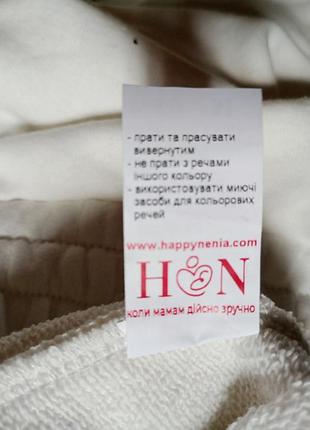 - прати та прасувати
вивернутим
- не прати з речами
іншого кольору
- використовувати миючі
засоби для кольорових
речей
www.happynenia.com
H N
коли мамам дійсно зручно